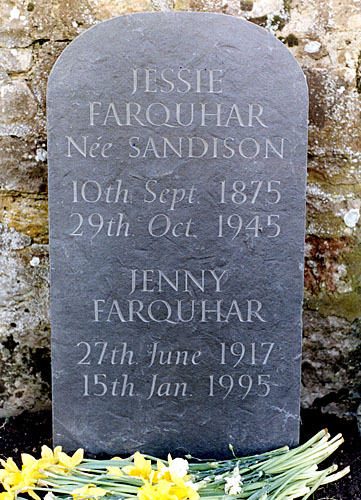 JESSIE
FARQUHAR
Née SANDISON
10th. Sept. 1875
29th. Oct. 1945
JENNY
FARQUHAR
27th. June 1917
15th. Jan. 1995